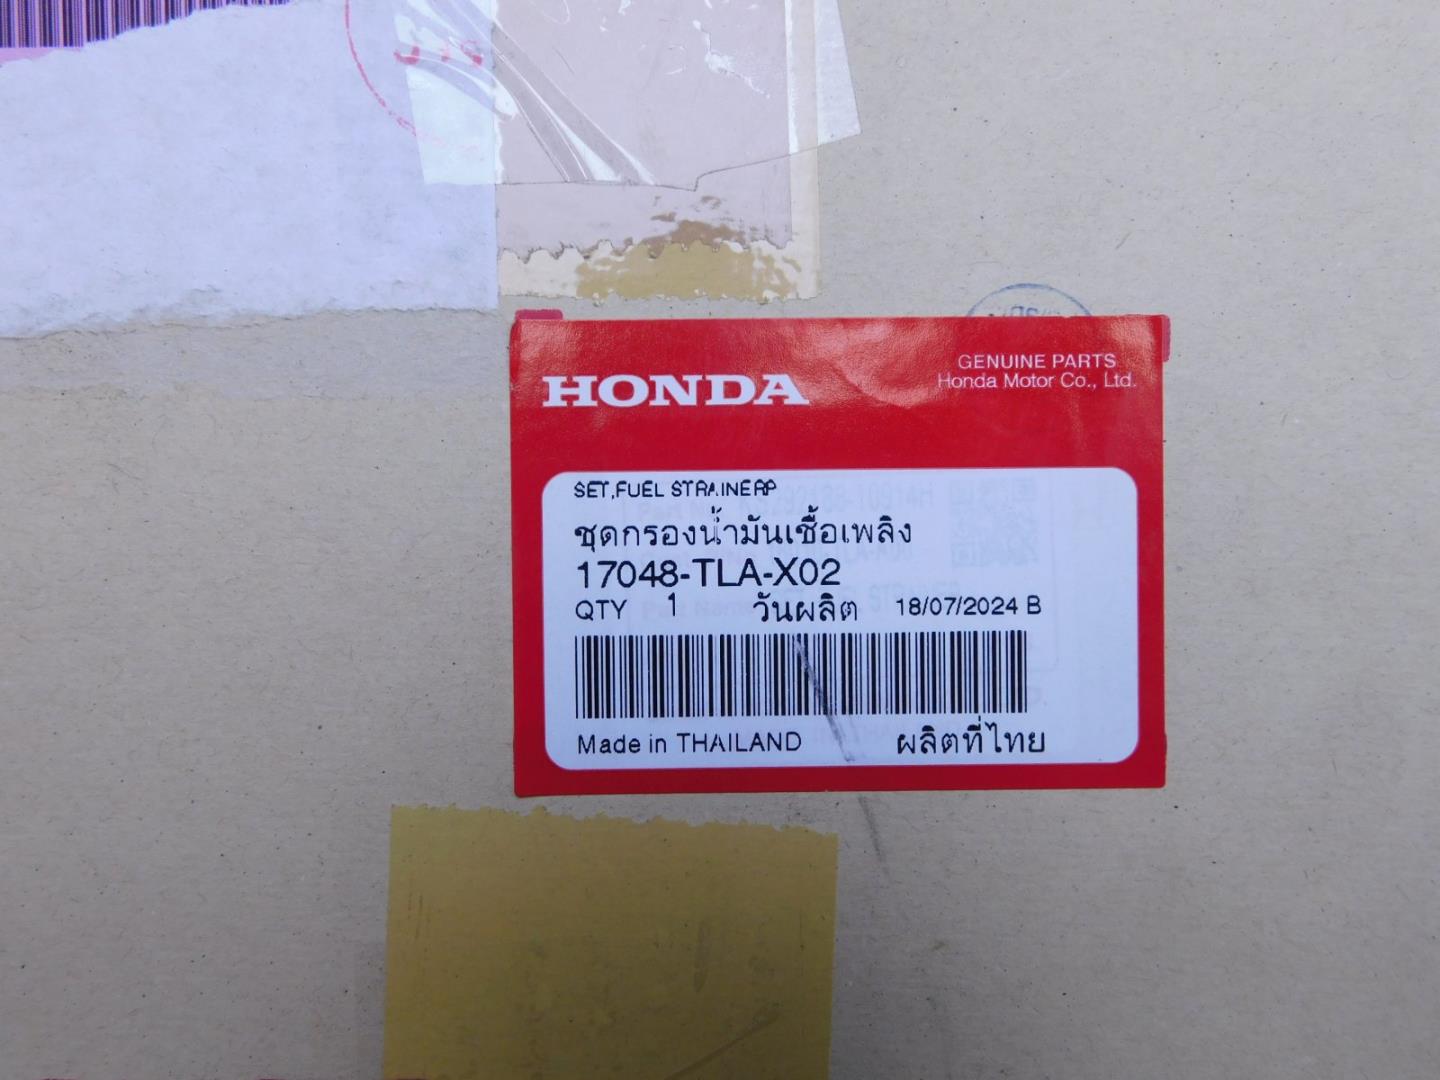 HONDA
GENUINE PARTS
Honda Motor Co., Ltd.
SET,FUEL STRAINERP
ชุดกรองน้ำมันเชื้อเพลิง
17048-TLA-X02
QTY 1 วันผลิต 18/07/2024 B
Made in THAILAND ผลิตที่ไทย